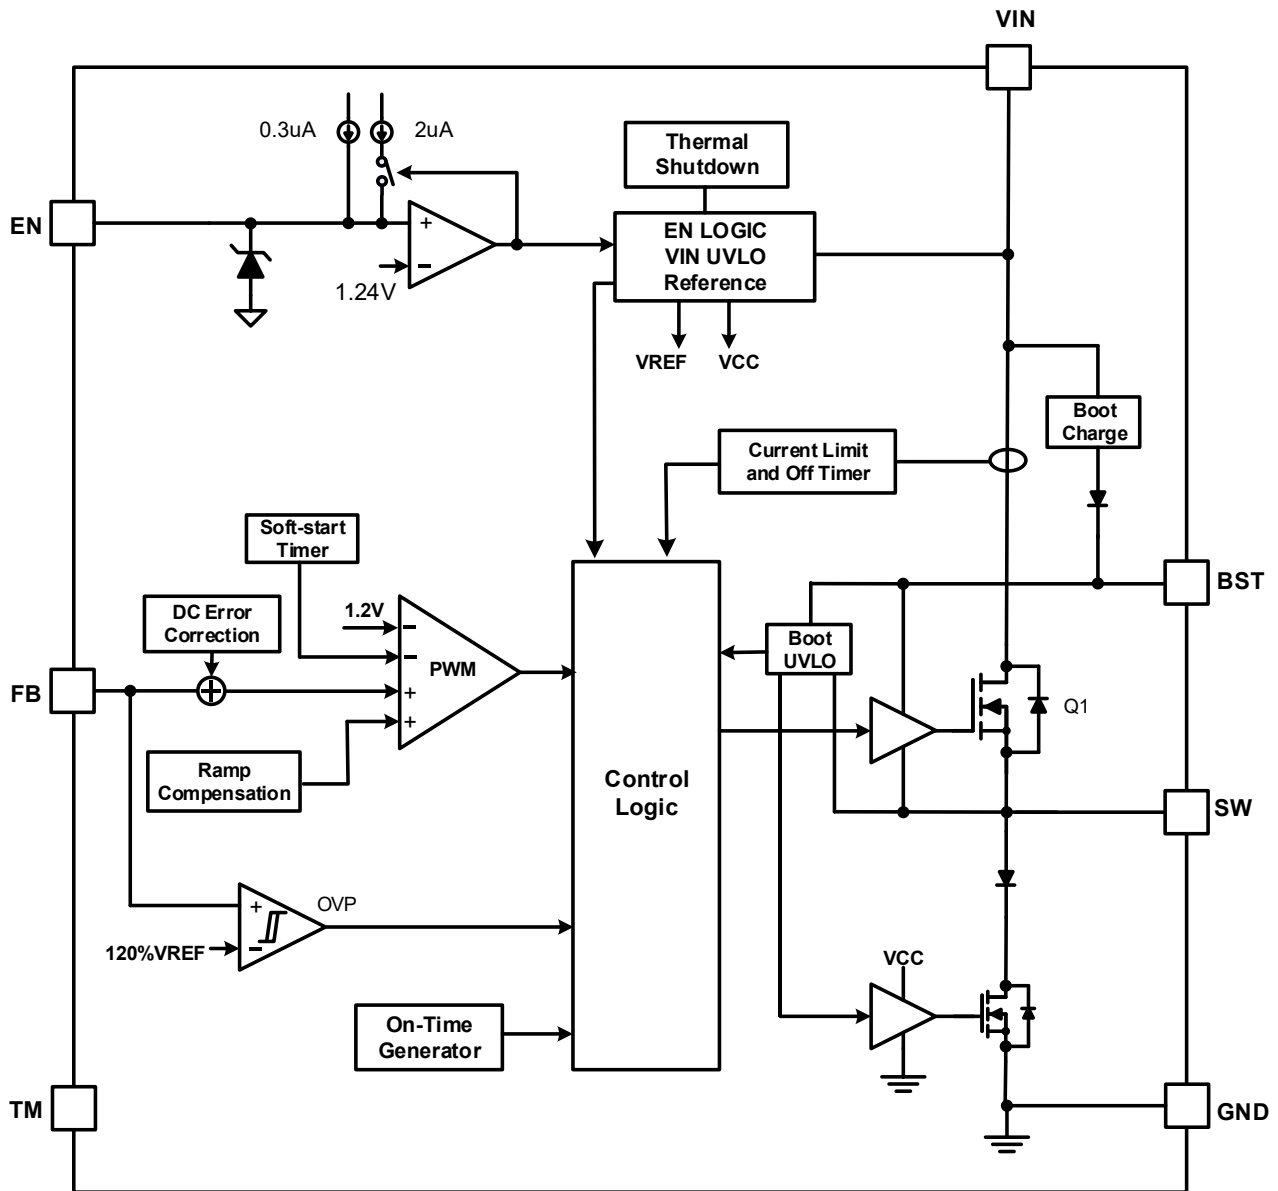 VIN
0.3uA
2uA
Thermal
Shutdown
EN
+
−
1.24V
EN LOGIC
VIN UVLO
Reference
VREF
VCC
Boot
Charge
Current Limit
and Off Timer
Soft-start
Timer
BST
DC Error
Correction
1.2V
−
−
+
+
PWM
Boot
UVLO
FB
Q1
Ramp
Compensation
Control
Logic
SW
+
−
OVP
120%VREF
VCC
On-Time
Generator
TM
GND